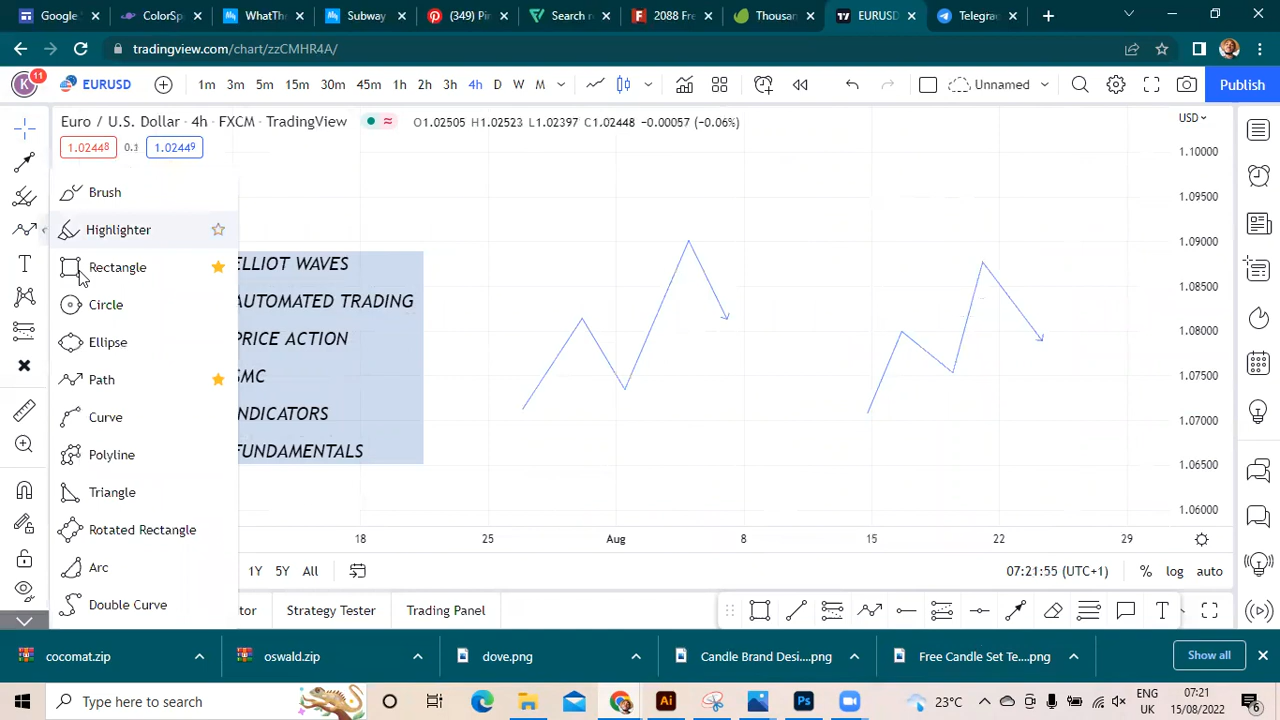 Google
ColorSp
WhatThe
Subway
(349) Pi
Search n
2088 Fre
Thousan
EURUSD
Telegra
tradingview.com/chart/zzCMHR4A/
K
11
EURUSD
1m 3m 5m 15m 30m 45m 1h 2h 3h 4h D W M
Unnamed
Publish
Euro / U.S. Dollar · 4h · FXCM · TradingView
O1.02505 H1.02523 L1.02397 C1.02448 -0.00057 (-0.06%)
USD
1.02448
0.1
1.02449
1.10000
1.09500
1.09000
1.08500
1.08000
1.07500
1.07000
1.06500
1.06000
Brush
Highlighter
Rectangle
Circle
Ellipse
Path
Curve
Polyline
Triangle
Rotated Rectangle
Arc
Double Curve
ELLIOT WAVES
AUTOMATED TRADING
PRICE ACTION
SMC
INDICATORS
FUNDAMENTALS
18 25 Aug 8 15 22 29
1Y 5Y All
07:21:55 (UTC+1)
% log auto
tor
Strategy Tester
Trading Panel
cocomat.zip
oswald.zip
dove.png
Candle Brand Desi....png
Free Candle Set Te....png
Show all
Type here to search
Ai
Ps
23°C
ENG
UK
07:21
15/08/2022
6